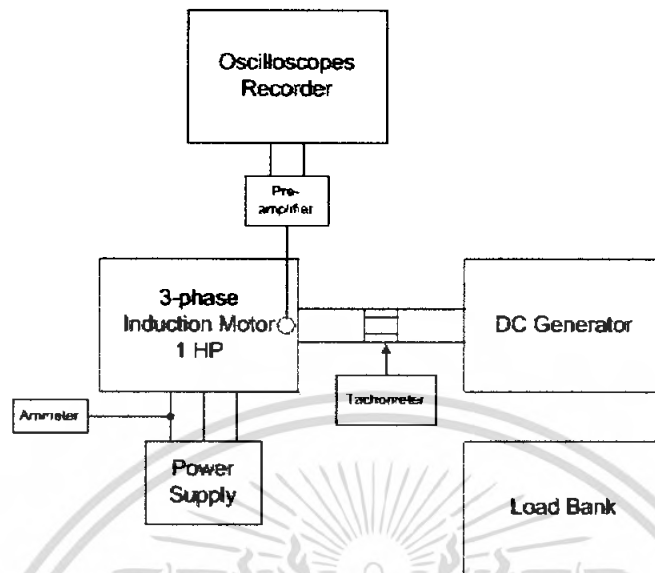 Oscilloscopes
Recorder
Pre-
amplifier
3-phase
Induction Motor
1 HP
DC Generator
Tachometer
Ammeter
Power
Supply
Load Bank